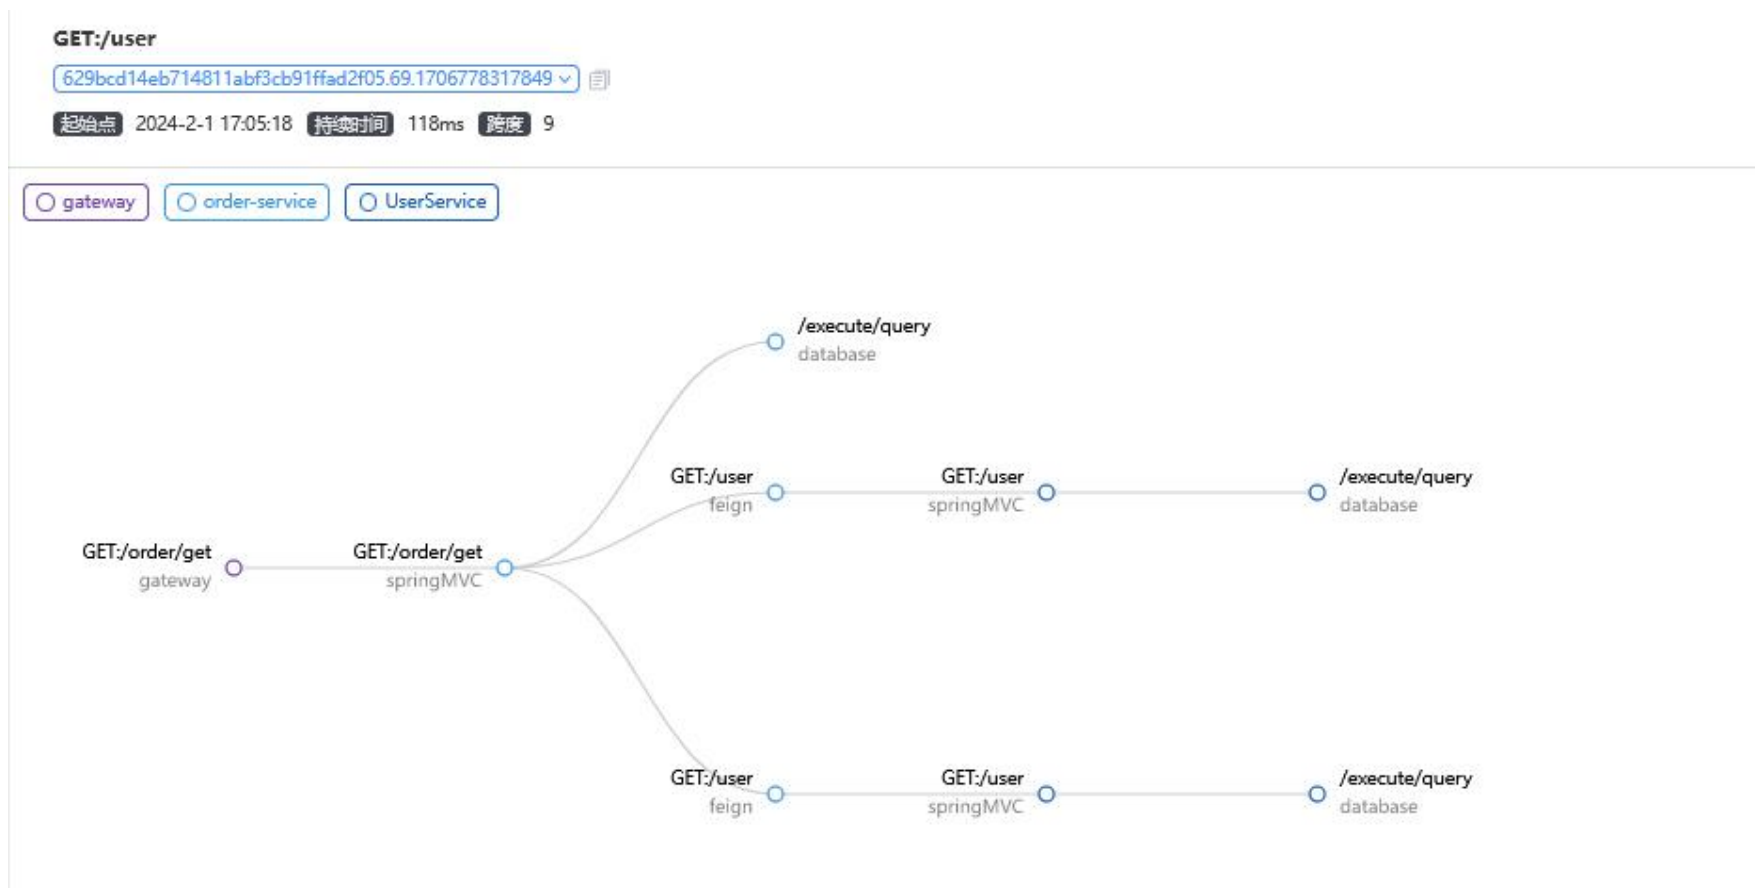 GET:/user
629bcd14eb714811abf3cb91ffad2f05.69.1706778317849
起始点 2024-2-1 17:05:18 持续时间 118ms 跨度 9
gateway order-service UserService
/execute/query
database
GET:/user GET:/user /execute/query
feign springMVC database
GET:/order/get GET:/order/get
gateway springMVC
GET:/user GET:/user /execute/query
feign springMVC database